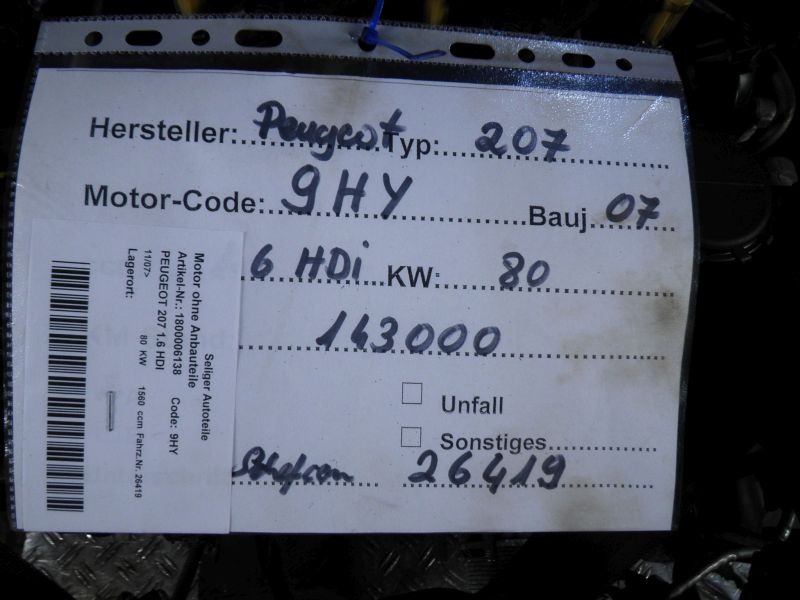 Hersteller: Peugeot Typ: 207
Motor-Code: 9HY Bauj. 07
6 HDi KW: 80
143000
Unfall
Sonstiges
26419
Seliger Autoteile
Motor ohne Anbauteile
Artikel-Nr.: 1800006138 Code: 9HY
PEUGEOT 207 1.6 HDI
11/07> 80 KW 1560 ccm Fahrz.Nr. 26419
Lagerort: